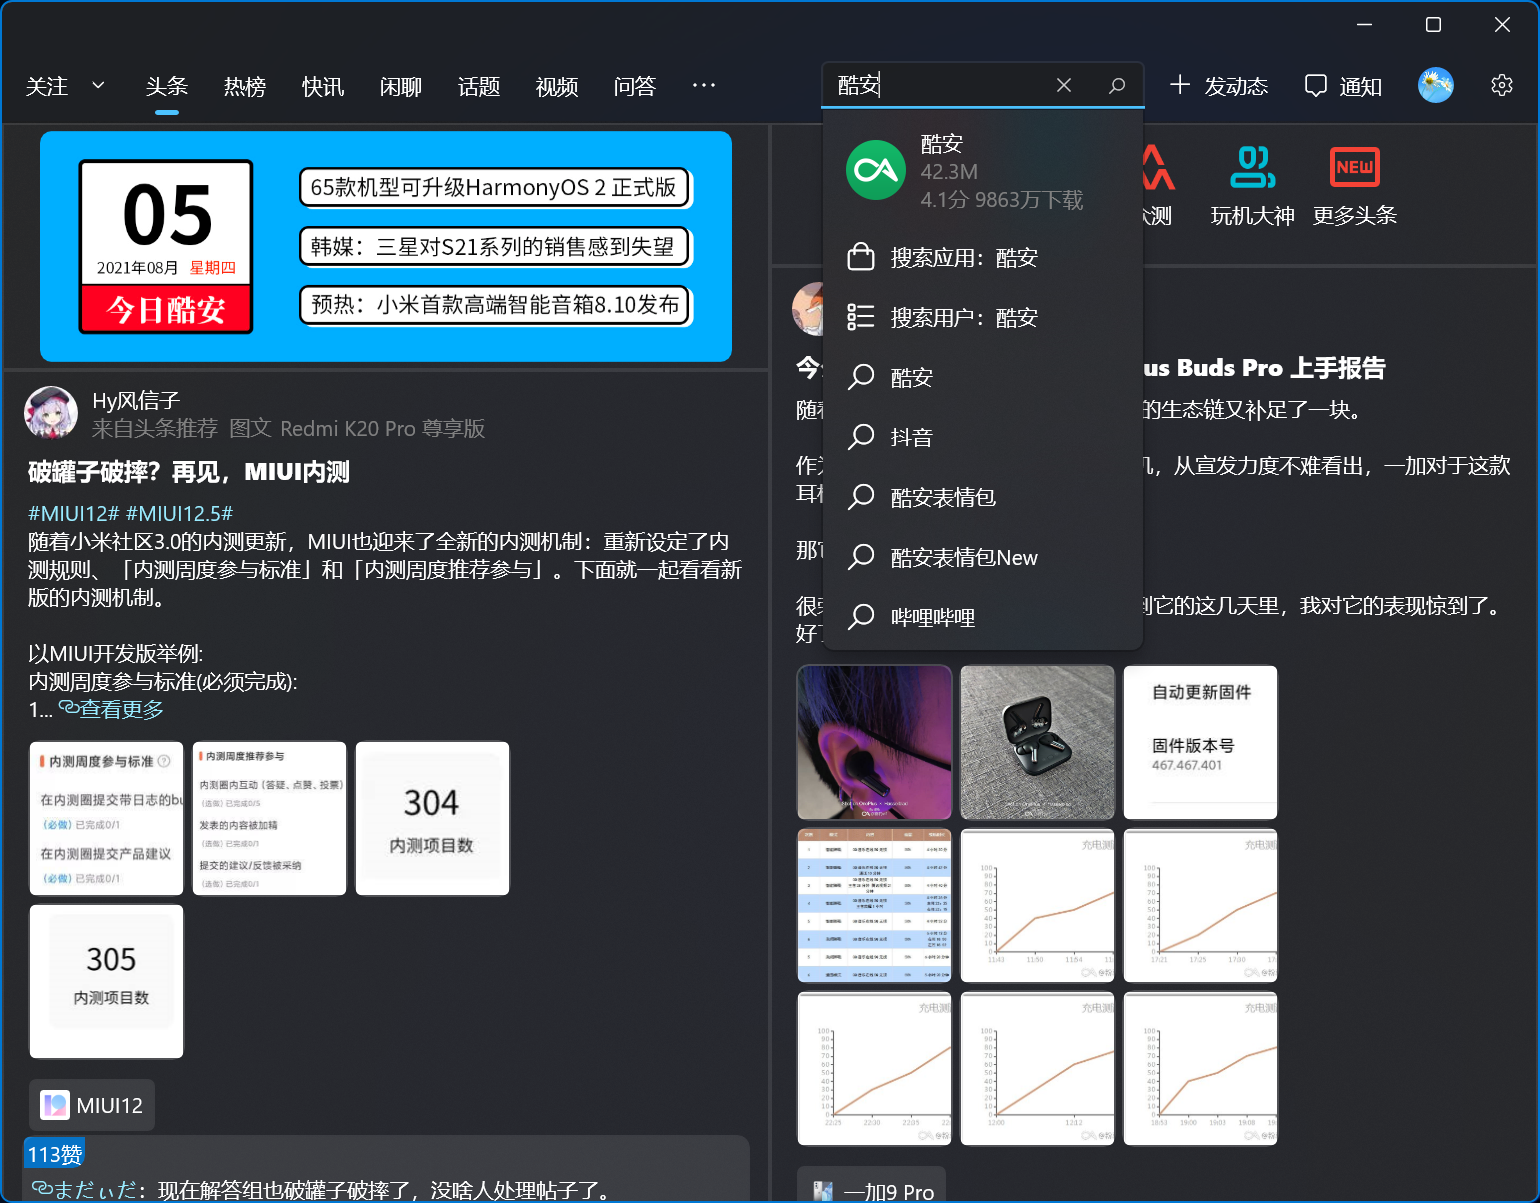 关注
头条
热榜
快讯
闲聊
话题
视频
问答
酷安
发动态
通知
05
2021年08月 星期四
今日酷安
65款机型可升级HarmonyOS 2 正式版
韩媒：三星对S21系列的销售感到失望
预热：小米首款高端智能音箱8.10发布
酷安
42.3M
4.1分 9863万下载
搜索应用：酷安
搜索用户：酷安
酷安
抖音
酷安表情包
酷安表情包New
哔哩哔哩
测
玩机大神
NEW
更多头条
Hy风信子
来自头条推荐 图文 Redmi K20 Pro 尊享版
破罐子破摔？再见，MIUI内测
#MIUI12# #MIUI12.5#
随着小米社区3.0的内测更新，MIUI也迎来了全新的内测机制：重新设定了内
测规则、「内测周度参与标准」和「内测周度推荐参与」。下面就一起看看新
版的内测机制。
以MIUI开发版举例:
内测周度参与标准(必须完成):
1... 查看更多
内测周度参与标准
在内测圈提交带日志的bu
（必做）已完成0/1
在内测圈提交产品建议
（必做）已完成0/1
内测周度推荐参与
内测圈内互动（答疑、点赞、投票）
（选做）已完成0/5
发表的内容被加精
（选做）已完成0/1
提交的建议/反馈被采纳
（选做）已完成0/1
304
内测项目数
305
内测项目数
MIUI12
113赞
まだぃだ：现在解答组也破罐子破摔了，没啥人处理帖子了。
今
us Buds Pro 上手报告
随
的生态链又补足了一块。
作
，从宣发力度不难看出，一加对于这款
耳
那
很
到它的这几天里，我对它的表现惊到了。
好
自动更新固件
固件版本号
467.467.401
充电测
充电测
充电测
充电测
充电测
一加9 Pro